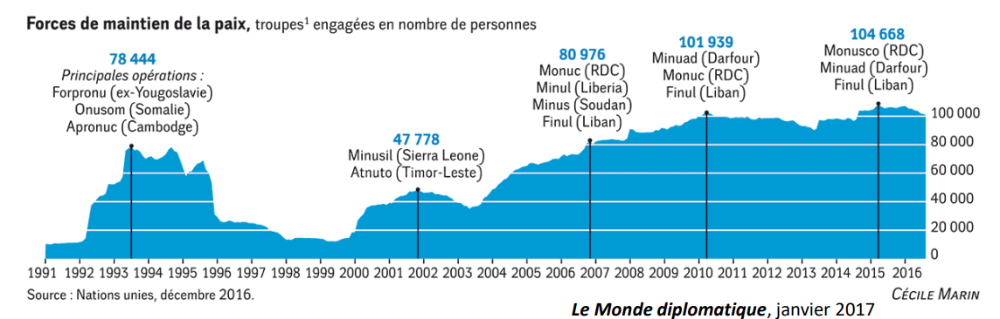 Forces de maintien de la paix, troupes¹ engagées en nombre de personnes
78 444
Principales opérations :
Forpronu (ex-Yougoslavie)
Onusom (Somalie)
Apronuc (Cambodge)
47 778
Minusil (Sierra Leone)
Atnuto (Timor-Leste)
80 976
Monuc (RDC)
Minul (Liberia)
Minus (Soudan)
Finul (Liban)
101 939
Minuad (Darfour)
Monuc (RDC)
Finul (Liban)
104 668
Monusco (RDC)
Minuad (Darfour)
Finul (Liban)
100 000
80 000
60 000
40 000
20 000
0
1991 1992 1993 1994 1995 1996 1997 1998 1999 2000 2001 2002 2003 2004 2005 2006 2007 2008 2009 2010 2011 2012 2013 2014 2015 2016
Source : Nations unies, décembre 2016.
Cécile Marin
Le Monde diplomatique, janvier 2017